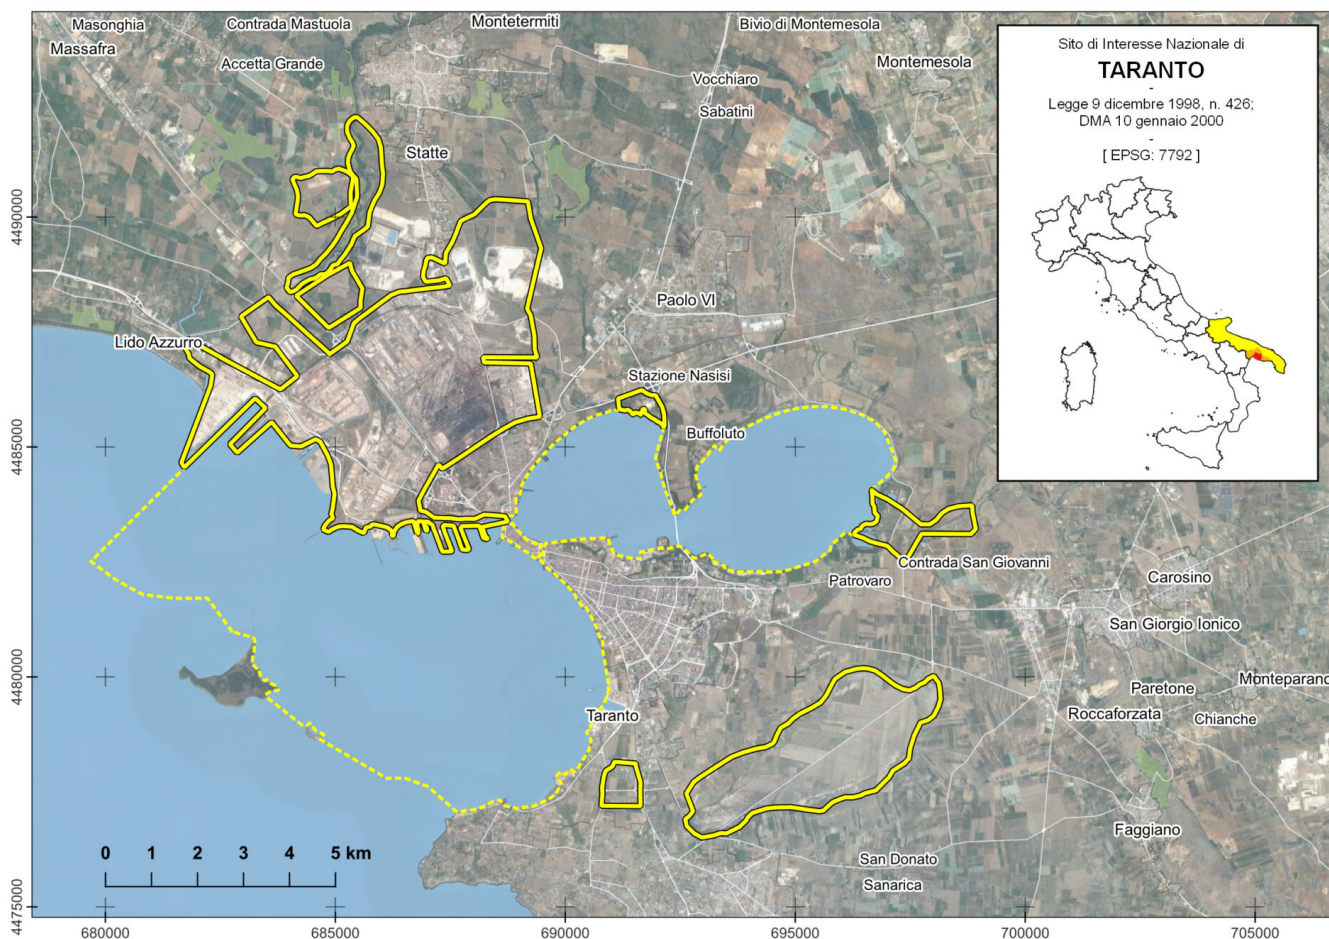 Masonghia
Contrada Mastuola
Montetermiti
Bivio di Montemesola
Massafra
Accetta Grande
Vocchiaro
Montemesola
Sabatini
Statte
Paolo VI
Lido Azzurro
Stazione Nasisi
Buffoluto
Contrada San Giovanni
Patrovaro
Carosino
San Giorgio Ionico
Monteparano
Paretone
Roccaforzata
Chianche
Taranto
Faggiano
San Donato
Sanarica
Sito di Interesse Nazionale di
TARANTO
-
Legge 9 dicembre 1998, n. 426;
DMA 10 gennaio 2000
-
[ EPSG: 7792 ]
0 1 2 3 4 5 km
4490000
4485000
4480000
4475000
680000 685000 690000 695000 700000 705000